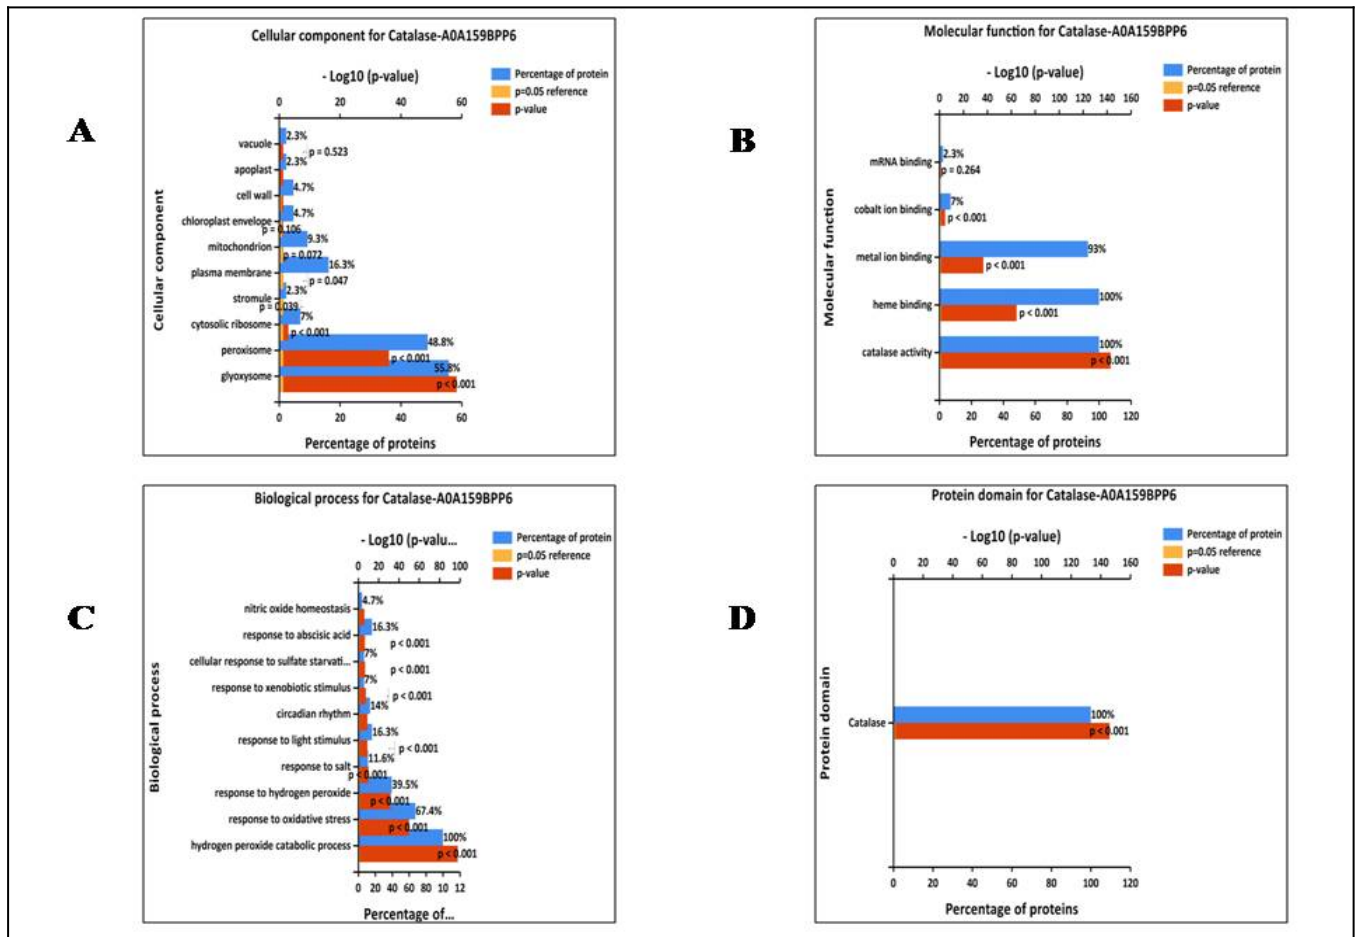 A
Cellular component for Catalase-A0A159BPP6
- Log10 (p-value)
Percentage of protein
p=0.05 reference
p-value
0 20 40 60
Cellular component
vacuole 2.3%
p = 0.523
apoplast 2.3%
cell wall 4.7%
chloroplast envelope 4.7%
p = 0.106
mitochondrion 9.3%
p = 0.072
plasma membrane 16.3%
p = 0.047
stromule 2.3%
p = 0.039
cytosolic ribosome 7%
p < 0.001
peroxisome 48.8%
p < 0.001
glyoxysome 55.8%
p < 0.001
0 20 40 60
Percentage of proteins
B
Molecular function for Catalase-A0A159BPP6
- Log10 (p-value)
Percentage of protein
p=0.05 reference
p-value
0 20 40 60 80 100 120 140 160
Molecular function
mRNA binding 2.3%
p = 0.264
cobalt ion binding 7%
p < 0.001
metal ion binding 93%
p < 0.001
heme binding 100%
p < 0.001
catalase activity 100%
p < 0.001
0 20 40 60 80 100 120
Percentage of proteins
C
Biological process for Catalase-A0A159BPP6
- Log10 (p-valu...
Percentage of protein
p=0.05 reference
p-value
0 20 40 60 80 100
Biological process
nitric oxide homeostasis 4.7%
response to abscisic acid 16.3%
p < 0.001
cellular response to sulfate starvati... 7%
p < 0.001
response to xenobiotic stimulus 7%
p < 0.001
circadian rhythm 14%
response to light stimulus 16.3%
p < 0.001
response to salt 11.6%
p < 0.001
response to hydrogen peroxide 39.5%
p < 0.001
response to oxidative stress 67.4%
p < 0.001
hydrogen peroxide catabolic process 100%
p < 0.001
0 20 40 60 80 10 12
Percentage of...
D
Protein domain for Catalase-A0A159BPP6
- Log10 (p-value)
Percentage of protein
p=0.05 reference
p-value
0 20 40 60 80 100 120 140 160
Protein domain
Catalase 100%
p < 0.001
0 20 40 60 80 100 120
Percentage of proteins